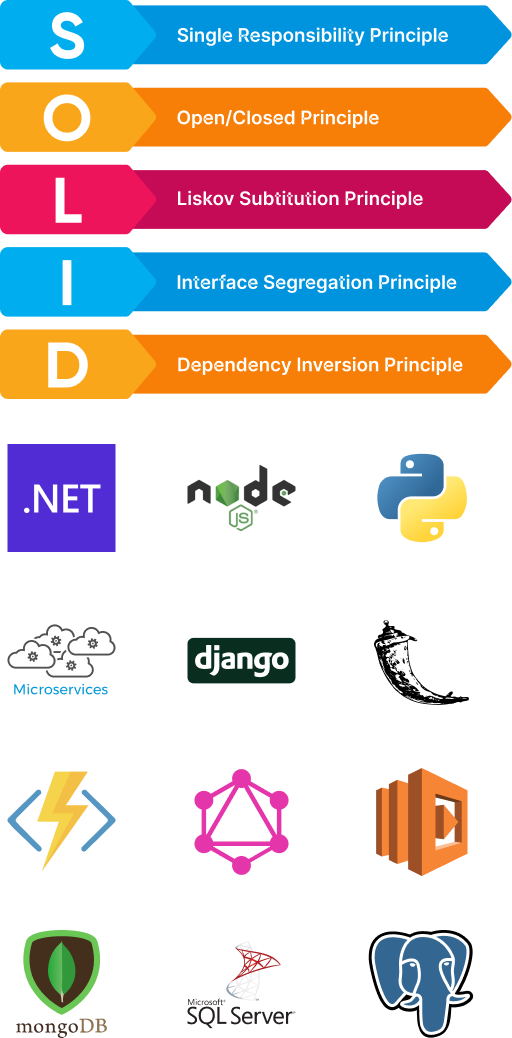 S Single Responsibility Principle
O Open/Closed Principle
L Liskov Subtitution Principle
I Interface Segregation Principle
D Dependency Inversion Principle
.NET
node
JS
Microservices
django
mongoDB
Microsoft®
SQL Server